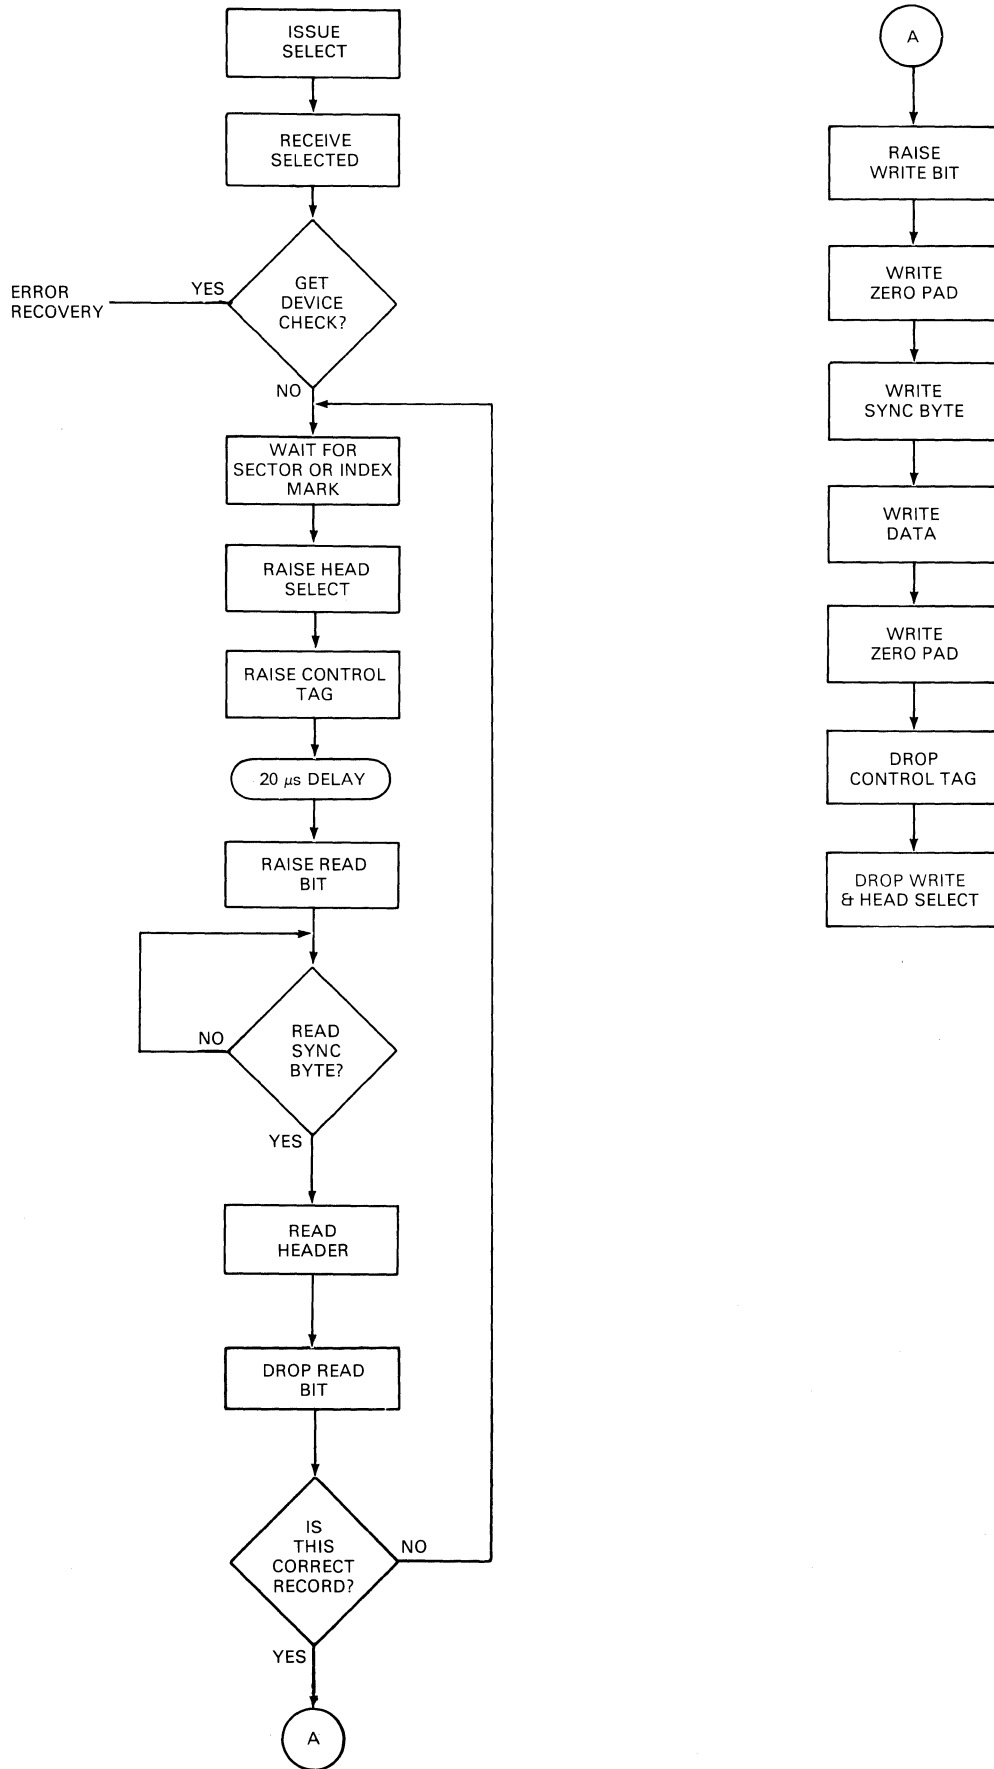 ISSUE
SELECT
RECEIVE
SELECTED
GET
DEVICE
CHECK?
YES
ERROR
RECOVERY
NO
WAIT FOR
SECTOR OR INDEX
MARK
RAISE HEAD
SELECT
RAISE CONTROL
TAG
20 µs DELAY
RAISE READ
BIT
READ
SYNC
BYTE?
NO
YES
READ
HEADER
DROP READ
BIT
IS
THIS
CORRECT
RECORD?
NO
YES
A
A
RAISE
WRITE BIT
WRITE
ZERO PAD
WRITE
SYNC BYTE
WRITE
DATA
WRITE
ZERO PAD
DROP
CONTROL TAG
DROP WRITE
& HEAD SELECT